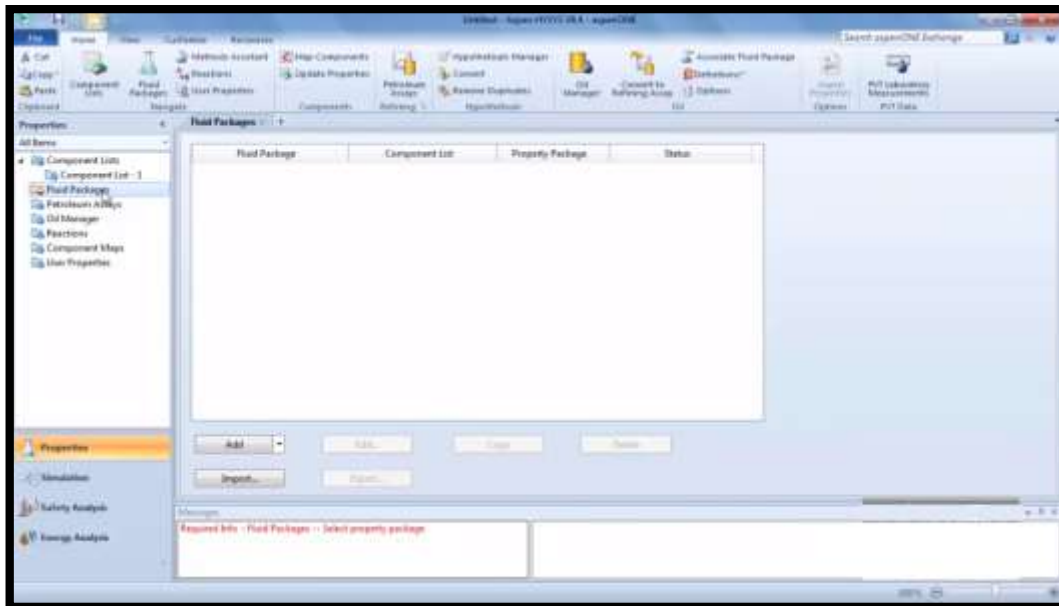 Untitled - Aspen HYSYS V8.4 - aspenONE
File Home View Customize Resources
Search aspenONE Exchange
Cut
Copy
Paste
Component Lists
Fluid Packages
Methods Assistant
Reactions
User Properties
Map Components
Update Properties
Petroleum Assays
Hypotheticals Manager
Convert
Remove Duplicates
Oil Manager
Convert to Refining Assay
Associate Fluid Package
Definitions
Options
PVT Laboratory Measurements
Clipboard Navigate Components Refining Hypotheticals Oil Options PVT Data
Properties
All Items
Component Lists
Component List - 1
Fluid Packages
Petroleum Assays
Oil Manager
Reactions
Component Maps
User Properties
Properties
Simulation
Safety Analysis
Energy Analysis
Fluid Packages
Fluid Package Component List Property Package Status
Add Edit... Copy Delete
Import... Export...
Messages
Required Info - Fluid Packages -- Select property package